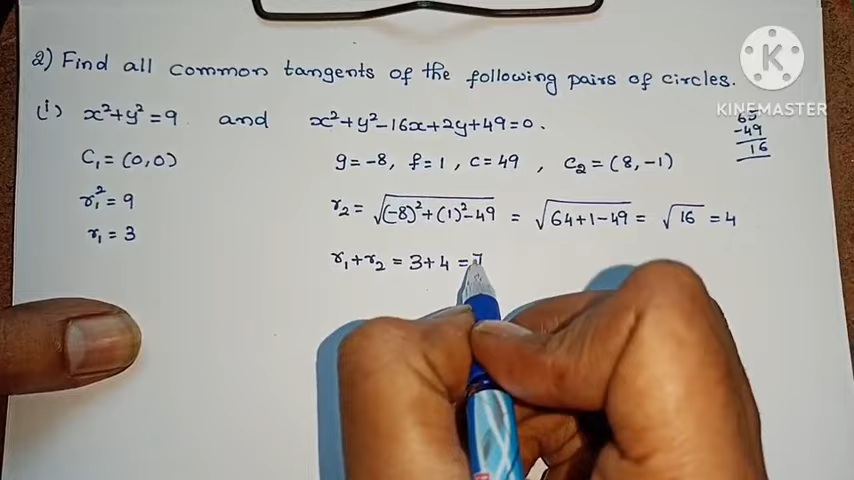 2) Find all common tangents of the following pairs of circles.
(i) x²+y²=9 and x²+y²-16x+2y+49=0.
C₁=(0,0) g=-8, f=1, c=49, C₂=(8,-1)
r₁²=9 r₂=√(-8)²+(1)²-49 = √64+1-49 = √16 = 4
r₁=3
r₁+r₂ = 3+4 =7
65
-49
16
K
KINEMASTER